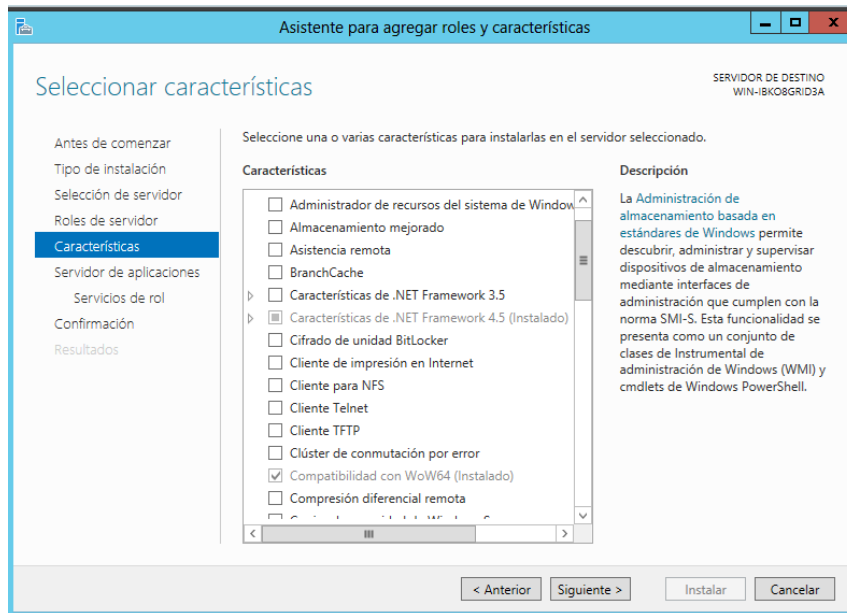 Asistente para agregar roles y características
Seleccionar características
SERVIDOR DE DESTINO
WIN-IBKO8GRID3A
Antes de comenzar
Tipo de instalación
Selección de servidor
Roles de servidor
Características
Servidor de aplicaciones
Servicios de rol
Confirmación
Resultados
Seleccione una o varias características para instalarlas en el servidor seleccionado.
Características
Administrador de recursos del sistema de Window
Almacenamiento mejorado
Asistencia remota
BranchCache
Características de .NET Framework 3.5
Características de .NET Framework 4.5 (Instalado)
Cifrado de unidad BitLocker
Cliente de impresión en Internet
Cliente para NFS
Cliente Telnet
Cliente TFTP
Clúster de conmutación por error
Compatibilidad con WoW64 (Instalado)
Compresión diferencial remota
Descripción
La Administración de
almacenamiento basada en
estándares de Windows permite
descubrir, administrar y supervisar
dispositivos de almacenamiento
mediante interfaces de
administración que cumplen con la
norma SMI-S. Esta funcionalidad se
presenta como un conjunto de
clases de Instrumental de
administración de Windows (WMI) y
cmdlets de Windows PowerShell.
< Anterior
Siguiente >
Instalar
Cancelar